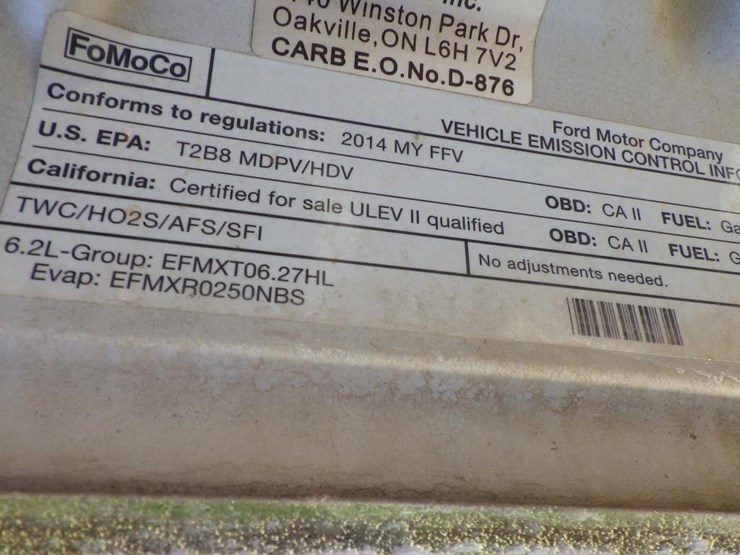 Winston Park Dr,
Oakville,ON L6H 7V2
CARB E.O.No.D-876
FoMoCo
Ford Motor Company
VEHICLE EMISSION CONTROL
Conforms to regulations: 2014 MY FFV
U.S. EPA: T2B8 MDPV/HDV OBD: CA II FUEL:
California: Certified for sale ULEV II qualified OBD: CA II FUEL:
TWC/HO2S/AFS/SFI
No adjustments needed.
6.2L-Group: EFMXT06.27HL
Evap: EFMXR0250NBS